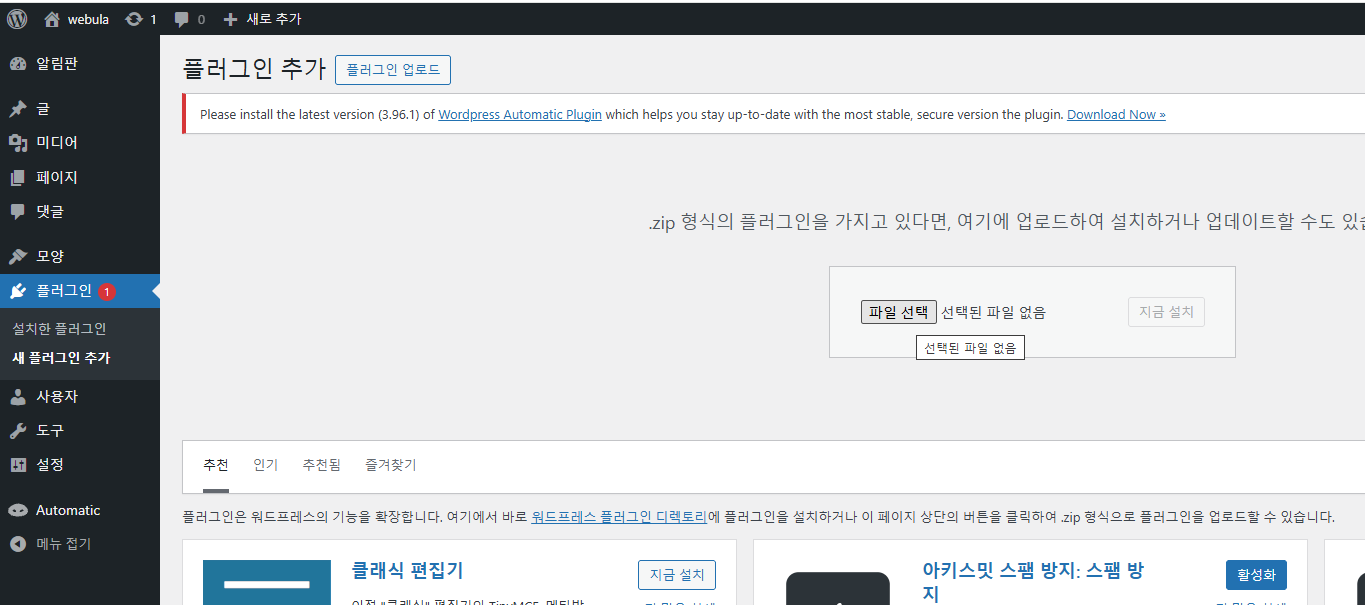 webula 1 0 새로 추가
알림판
글
미디어
페이지
댓글
모양
플러그인 1
설치한 플러그인
새 플러그인 추가
사용자
도구
설정
Automatic
메뉴 접기
플러그인 추가 플러그인 업로드
Please install the latest version (3.96.1) of Wordpress Automatic Plugin which helps you stay up-to-date with the most stable, secure version the plugin. Download Now »
.zip 형식의 플러그인을 가지고 있다면, 여기에 업로드하여 설치하거나 업데이트할 수도
파일 선택 선택된 파일 없음 지금 설치
선택된 파일 없음
추천 인기 추천됨 즐겨찾기
플러그인은 워드프레스의 기능을 확장합니다. 여기에서 바로 워드프레스 플러그인 디렉토리에 플러그인을 설치하거나 이 페이지 상단의 버튼을 클릭하여 .zip 형식으로 플러그인을 업로드할 수 있습니다.
클래식 편집기 지금 설치
아키스밋 스팸 방지: 스팸 방
지
활성화